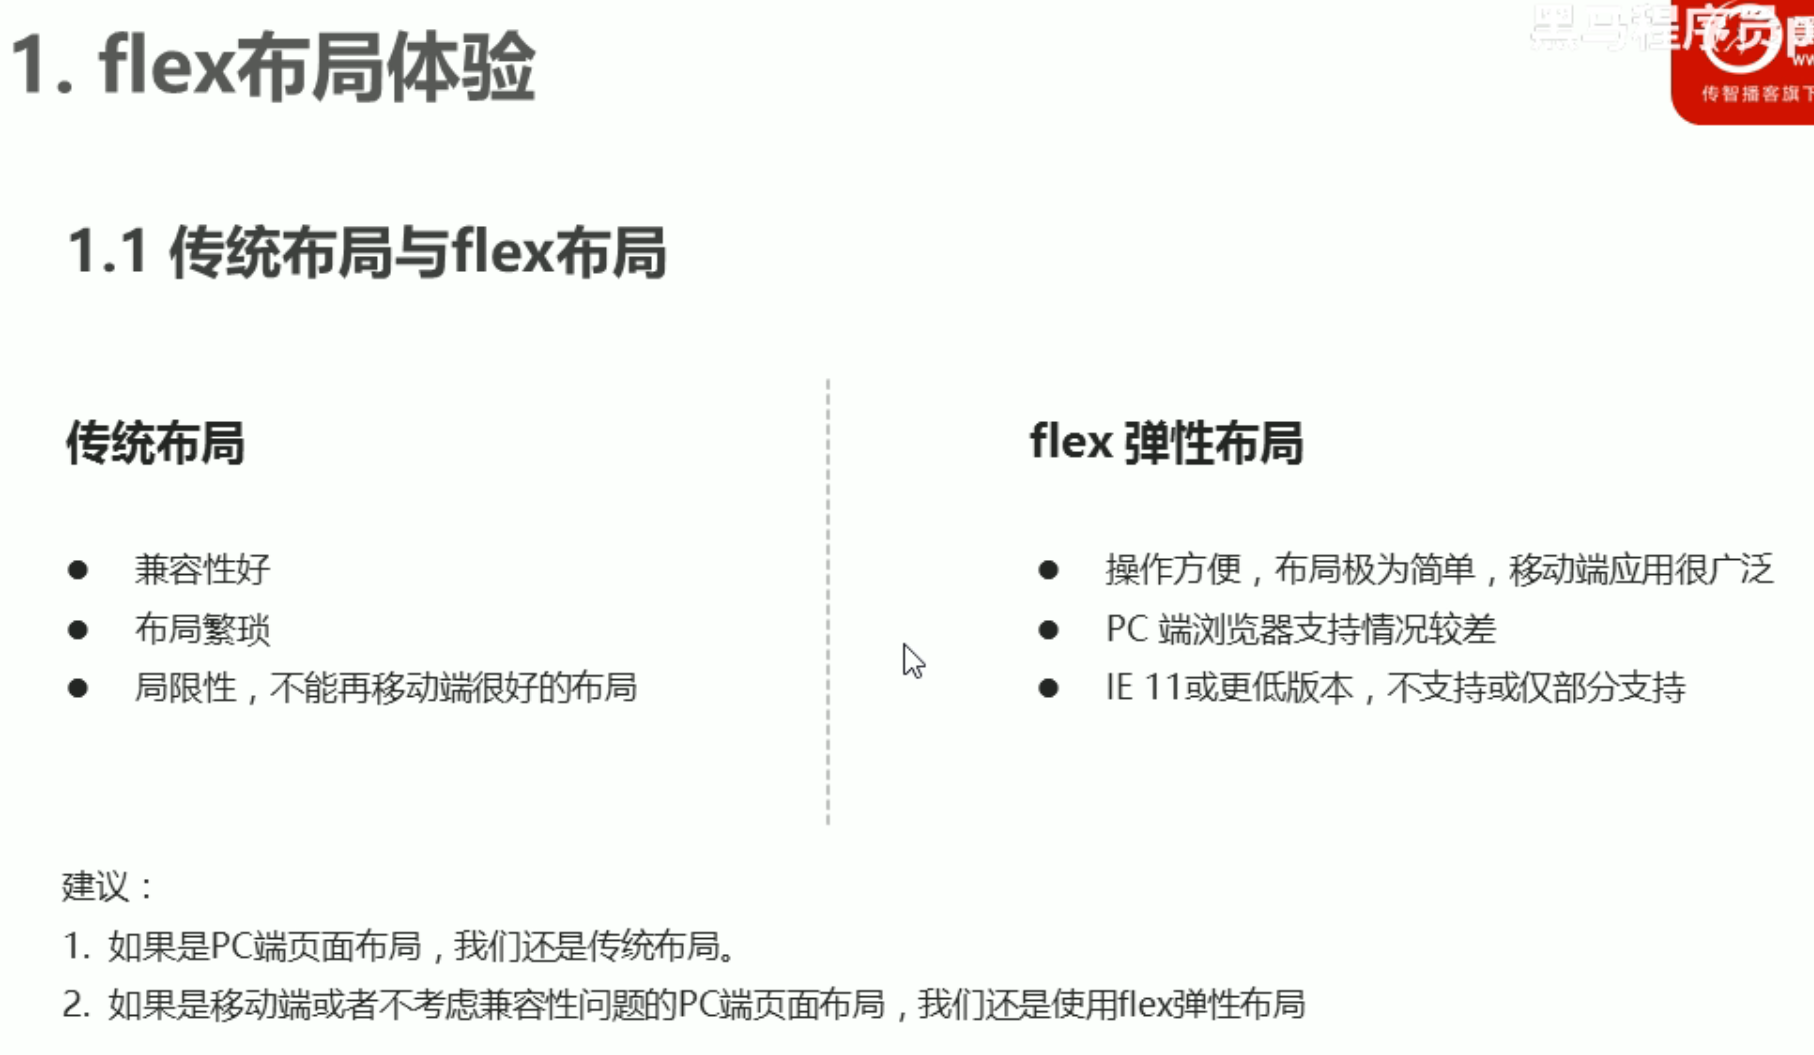 1. flex布局体验
黑马程序员
传智播客旗下
1.1 传统布局与flex布局
传统布局
兼容性好
布局繁琐
局限性，不能再移动端很好的布局
flex 弹性布局
操作方便，布局极为简单，移动端应用很广泛
PC 端浏览器支持情况较差
IE 11或更低版本，不支持或仅部分支持
建议：
1. 如果是PC端页面布局，我们还是传统布局。
2. 如果是移动端或者不考虑兼容性问题的PC端页面布局，我们还是使用flex弹性布局